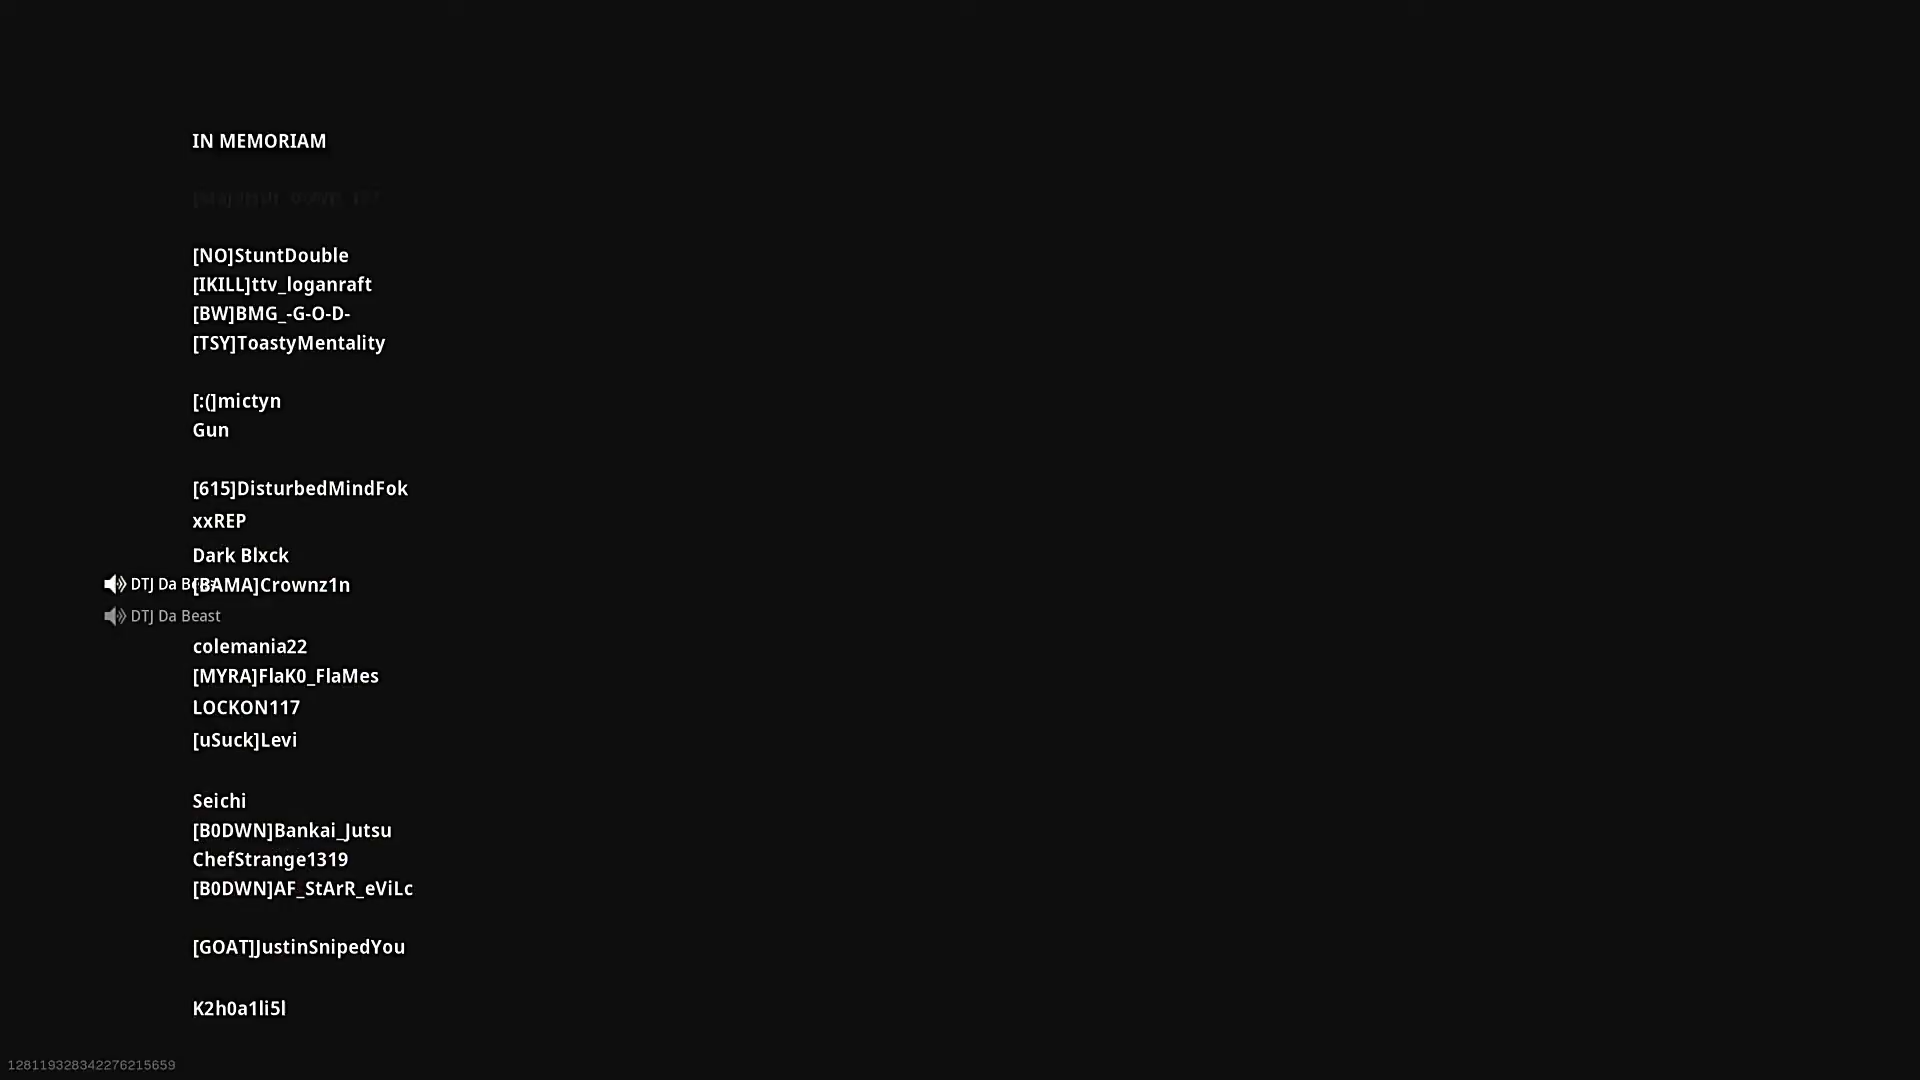 IN MEMORIAM
[NO]StuntDouble
[IKILL]ttv_loganraft
[BW]BMG_-G-O-D-
[TSY]ToastyMentality
[:(]mictyn
Gun
[615]DisturbedMindFok
xxREP
Dark Blxck
DTJ Da Beast
[BAMA]Crownz1n
DTJ Da Beast
colemania22
[MYRA]FlaK0_FlaMes
LOCKON117
[uSuck]Levi
Seichi
[B0DWN]Bankai_Jutsu
ChefStrange1319
[B0DWN]AF_StArR_eViLc
[GOAT]JustinSnipedYou
K2h0a1li5l
128119328342276215659